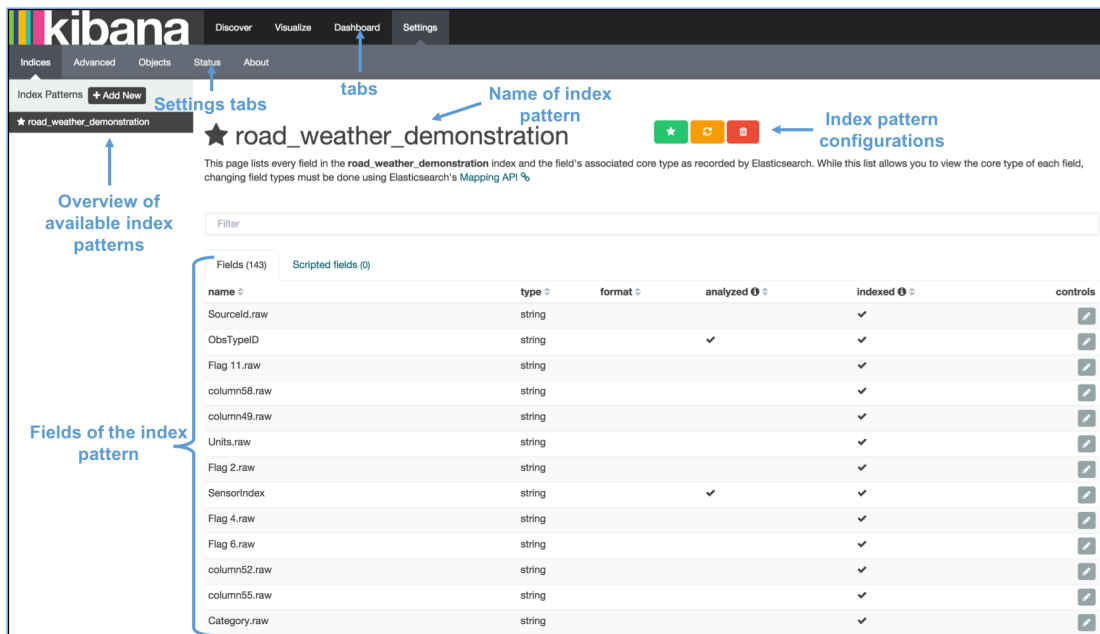 kibana
Discover Visualize Dashboard Settings
Indices Advanced Objects Status About
Index Patterns + Add New
road_weather_demonstration
Settings tabs
tabs
Name of index
pattern
road_weather_demonstration
Index pattern
configurations
This page lists every field in the road_weather_demonstration index and the field's associated core type as recorded by Elasticsearch. While this list allows you to view the core type of each field,
changing field types must be done using Elasticsearch's Mapping API
Overview of
available index
patterns
Filter
Fields (143) Scripted fields (0)
name type format analyzed indexed controls
SourceId.raw string
ObsTypeID string
Flag 11.raw string
column58.raw string
column49.raw string
Fields of the index
pattern
Units.raw string
Flag 2.raw string
SensorIndex string
Flag 4.raw string
Flag 6.raw string
column52.raw string
column55.raw string
Category.raw string